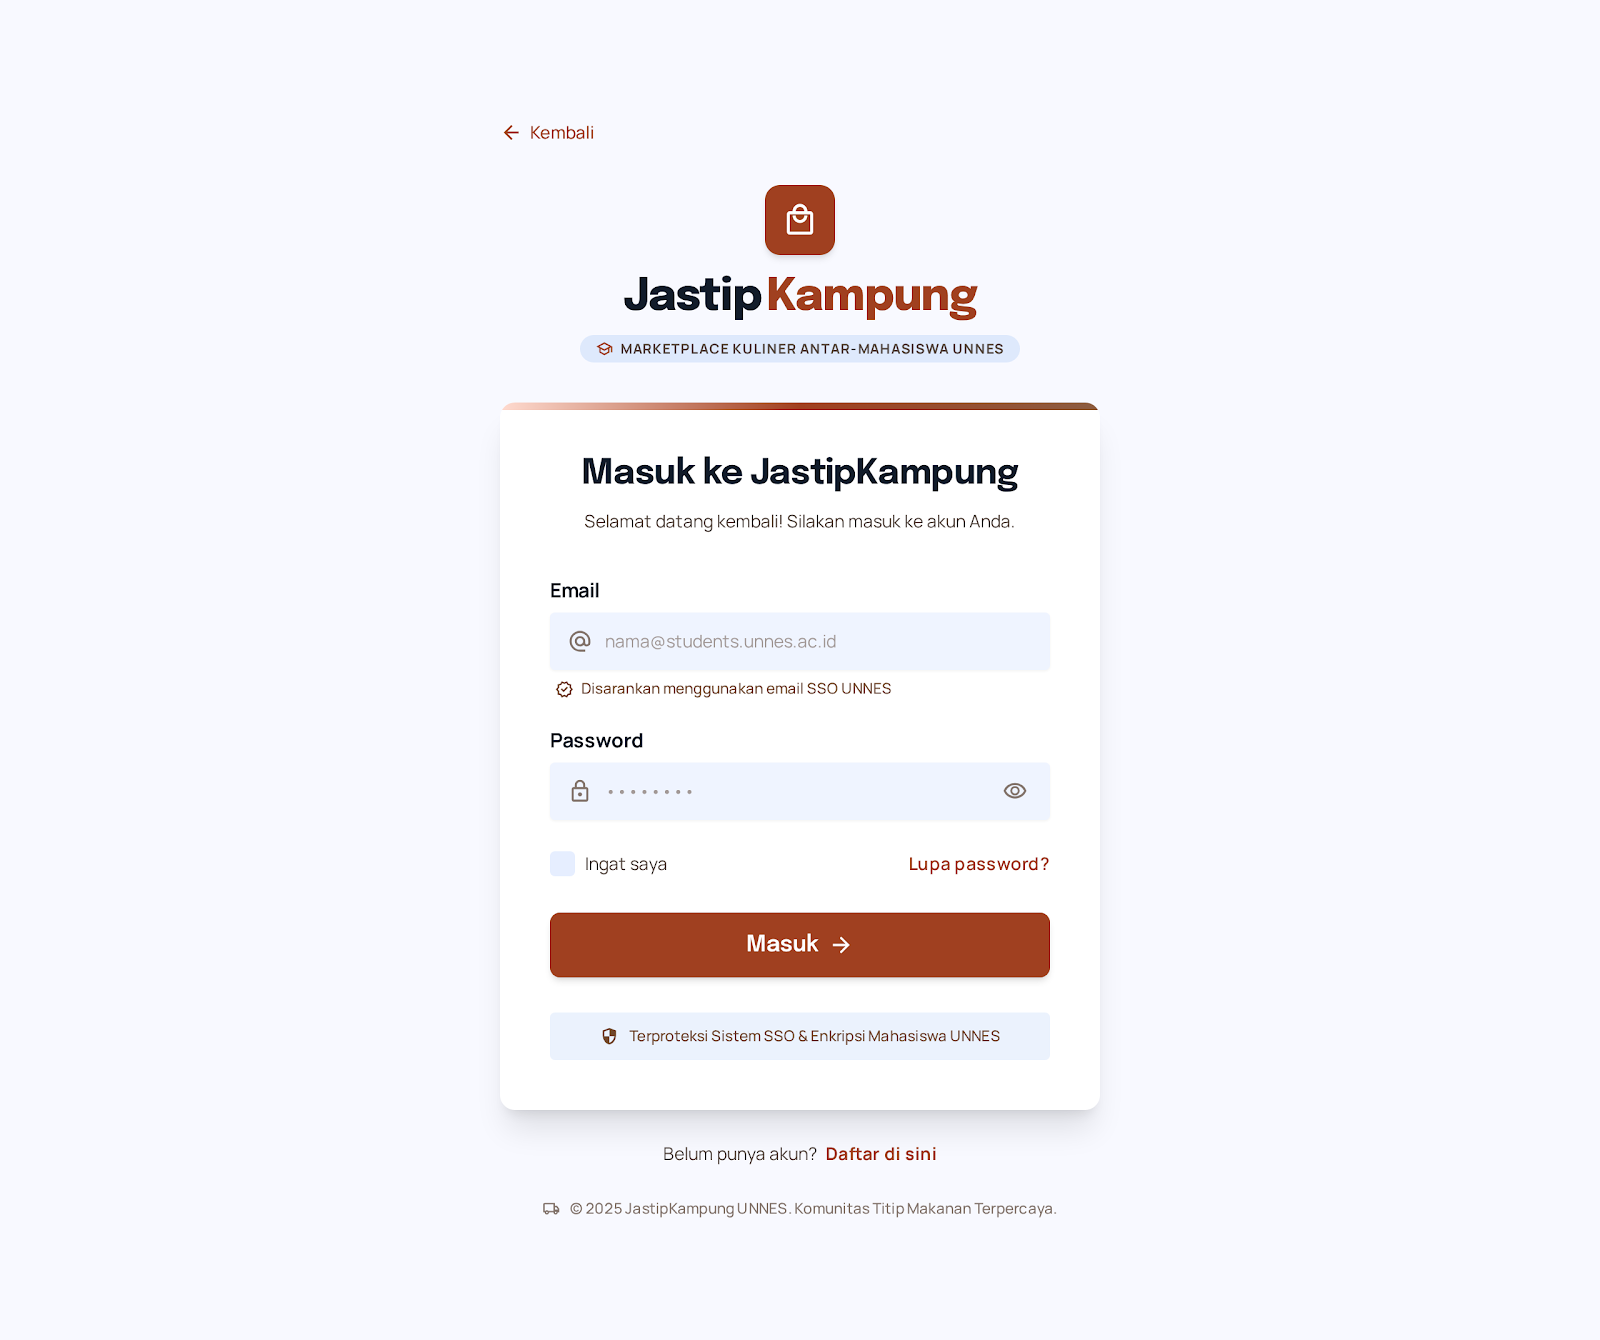 Kembali
JastipKampung
MARKETPLACE KULINER ANTAR-MAHASISWA UNNES
Masuk ke JastipKampung
Selamat datang kembali! Silakan masuk ke akun Anda.
Email
nama@students.unnes.ac.id
Disarankan menggunakan email SSO UNNES
Password
••••••••
Ingat saya
Lupa password?
Masuk →
Terproteksi Sistem SSO & Enkripsi Mahasiswa UNNES
Belum punya akun? Daftar di sini
© 2025 JastipKampung UNNES. Komunitas Titip Makanan Terpercaya.